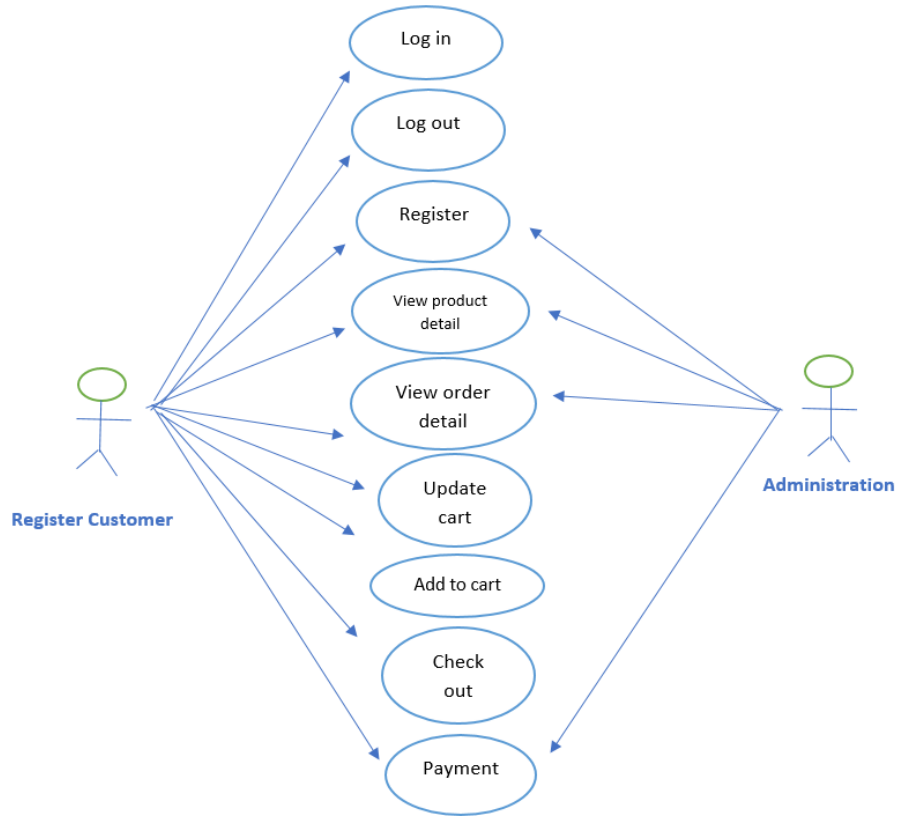 Log in
Log out
Register
View product
detail
View order
detail
Update
cart
Administration
Register Customer
Add to cart
Check
out
Payment